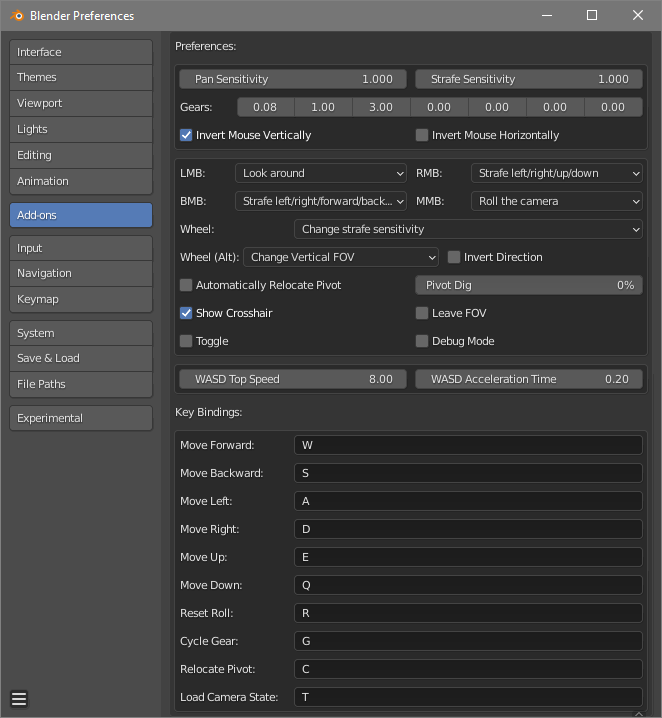 Blender Preferences
Interface
Themes
Viewport
Lights
Editing
Animation
Add-ons
Input
Navigation
Keymap
System
Save & Load
File Paths
Experimental
Preferences:
Pan Sensitivity 1.000 Strafe Sensitivity 1.000
Gears: 0.08 1.00 3.00 0.00 0.00 0.00 0.00
Invert Mouse Vertically Invert Mouse Horizontally
LMB: Look around RMB: Strafe left/right/up/down
BMB: Strafe left/right/forward/back... MMB: Roll the camera
Wheel: Change strafe sensitivity
Wheel (Alt): Change Vertical FOV Invert Direction
Automatically Relocate Pivot Pivot Dig 0%
Show Crosshair Leave FOV
Toggle Debug Mode
WASD Top Speed 8.00 WASD Acceleration Time 0.20
Key Bindings:
Move Forward: W
Move Backward: S
Move Left: A
Move Right: D
Move Up: E
Move Down: Q
Reset Roll: R
Cycle Gear: G
Relocate Pivot: C
Load Camera State: T